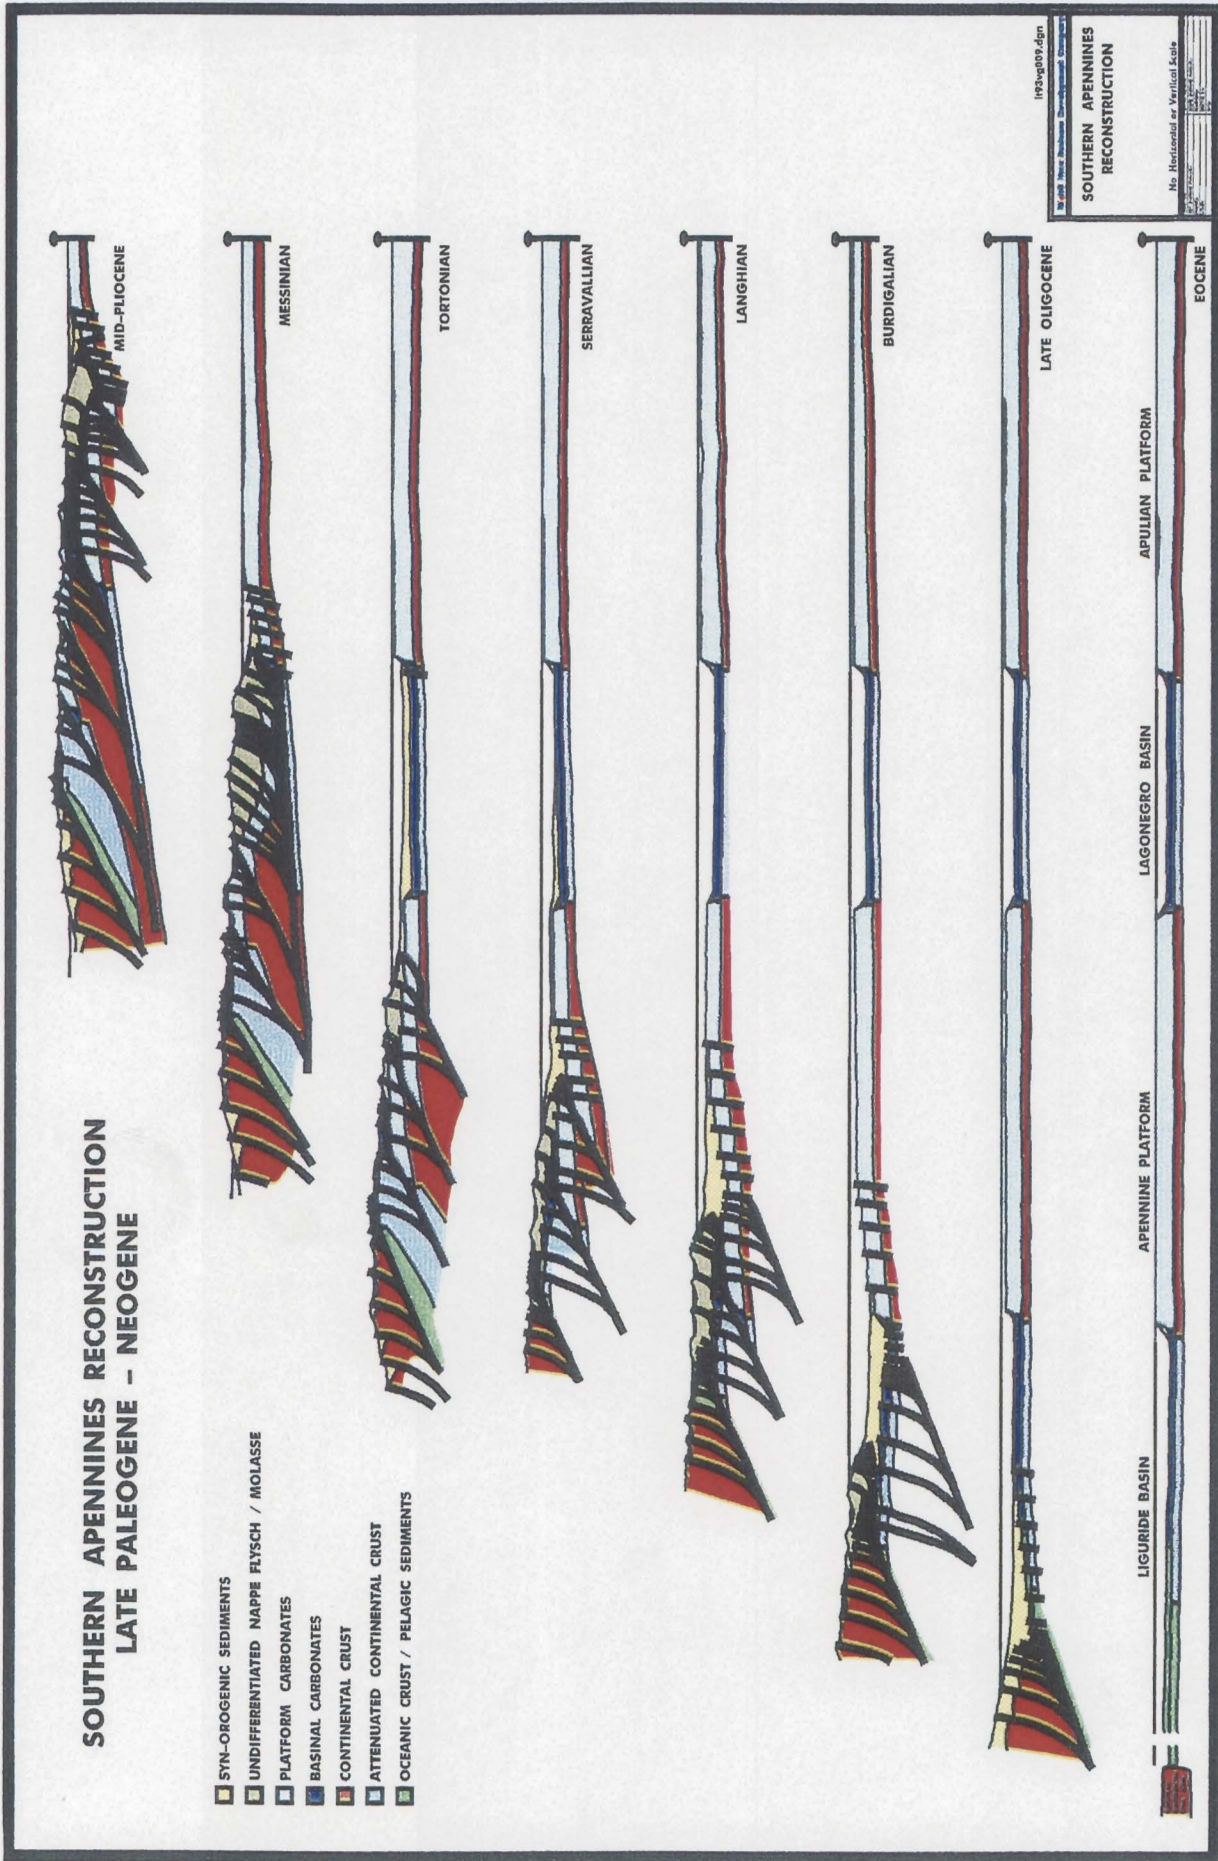 SOUTHERN APENNINES RECONSTRUCTION
LATE PALEOGENE – NEOGENE
SYN-OROGENIC SEDIMENTS
UNDIFFERENTIATED NAPPE FLYSCH / MOLASSE
PLATFORM CARBONATES
BASINAL CARBONATES
CONTINENTAL CRUST
ATTENUATED CONTINENTAL CRUST
OCEANIC CRUST / PELAGIC SEDIMENTS
MID-PLIOCENE
MESSINIAN
TORTONIAN
SERRAVALLIAN
LANGHIAN
BURDIGALIAN
LATE OLIGOCENE
LIGURIDE BASIN
APENNINE PLATFORM
LAGONEGRO BASIN
APULIAN PLATFORM
EOCENE
SOUTHERN APENNINES
RECONSTRUCTION
No Horizontal or Vertical Scale